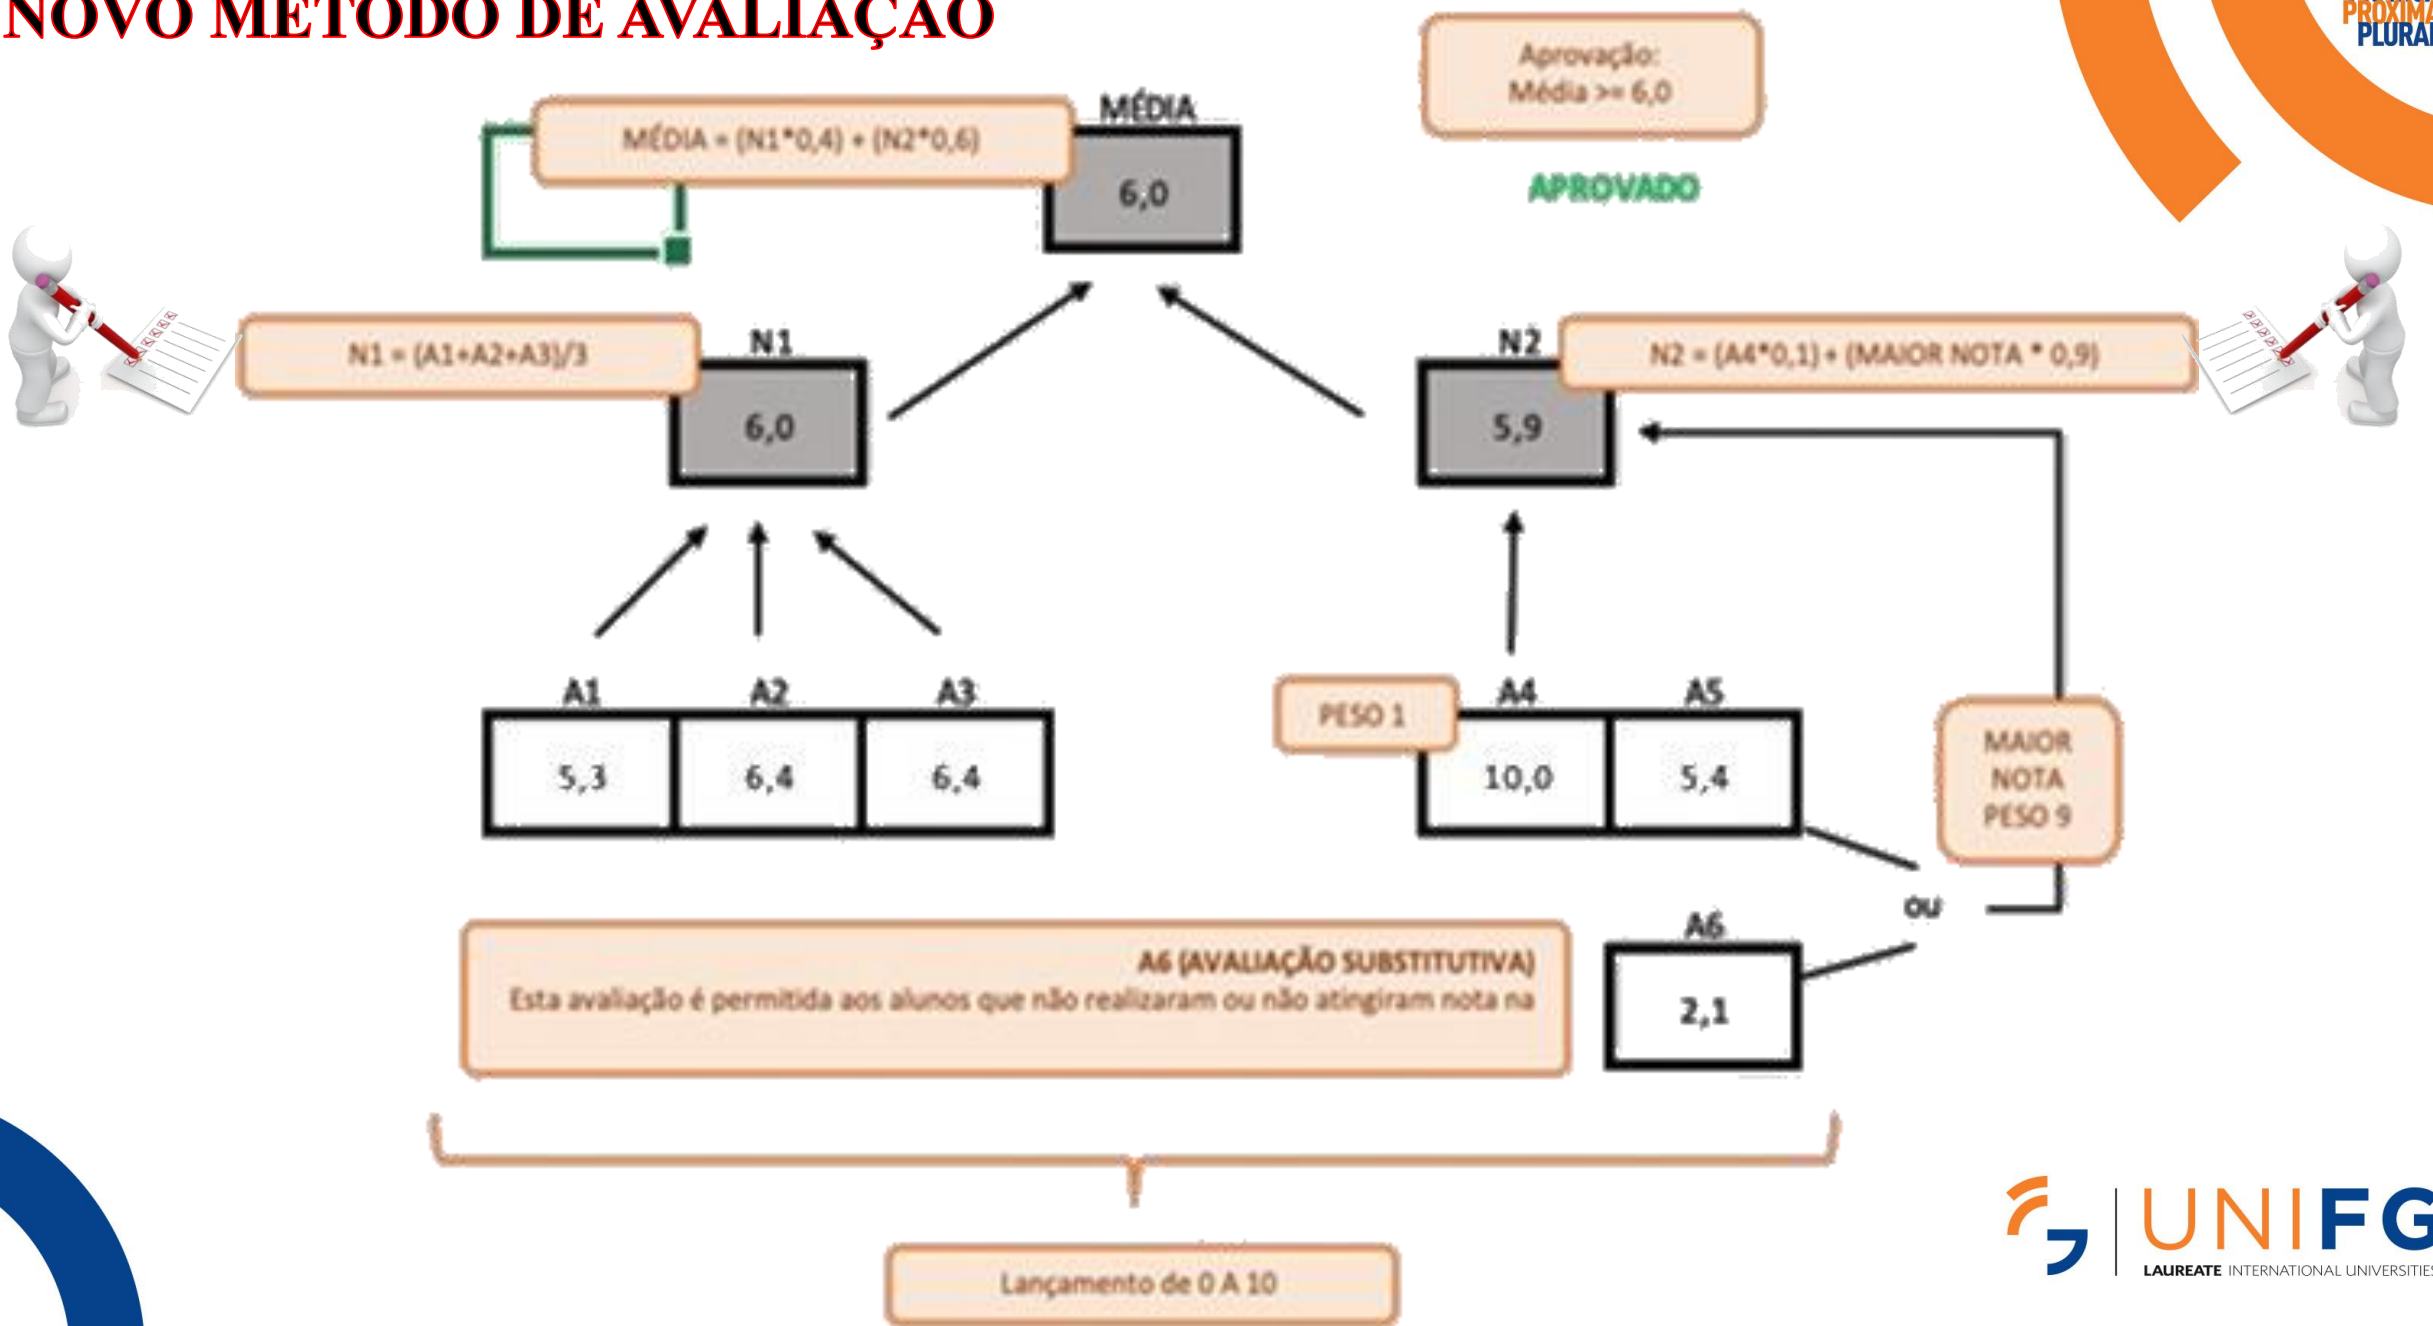 NOVO METODO DE AVALIAÇAO
PROXIMA
PLURAL
Aprovação:
Média >= 6,0
APROVADO
MÉDIA
MÉDIA = (N1*0,4) + (N2*0,6)
6,0
N1
N1 = (A1+A2+A3)/3
6,0
N2
N2 = (A4*0,1) + (MAIOR NOTA * 0,9)
5,9
A1
A2
A3
5,3
6,4
6,4
PESO 1
A4
A5
10,0
5,4
MAIOR
NOTA
PESO 9
OU
A6
2,1
A6 (AVALIAÇÃO SUBSTITUTIVA)
Esta avaliação é permitida aos alunos que não realizaram ou não atingiram nota na
Lançamento de 0 A 10
UNIFG
LAUREATE INTERNATIONAL UNIVERSITIES